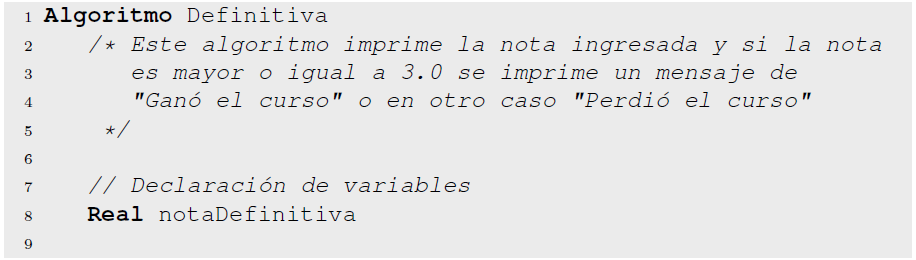 1 Algoritmo Definitiva
2 /* Este algoritmo imprime la nota ingresada y si la nota
3 es mayor o igual a 3.0 se imprime un mensaje de
4 "Ganó el curso" o en otro caso "Perdió el curso"
5 */
6
7 // Declaración de variables
8 Real notaDefinitiva
9